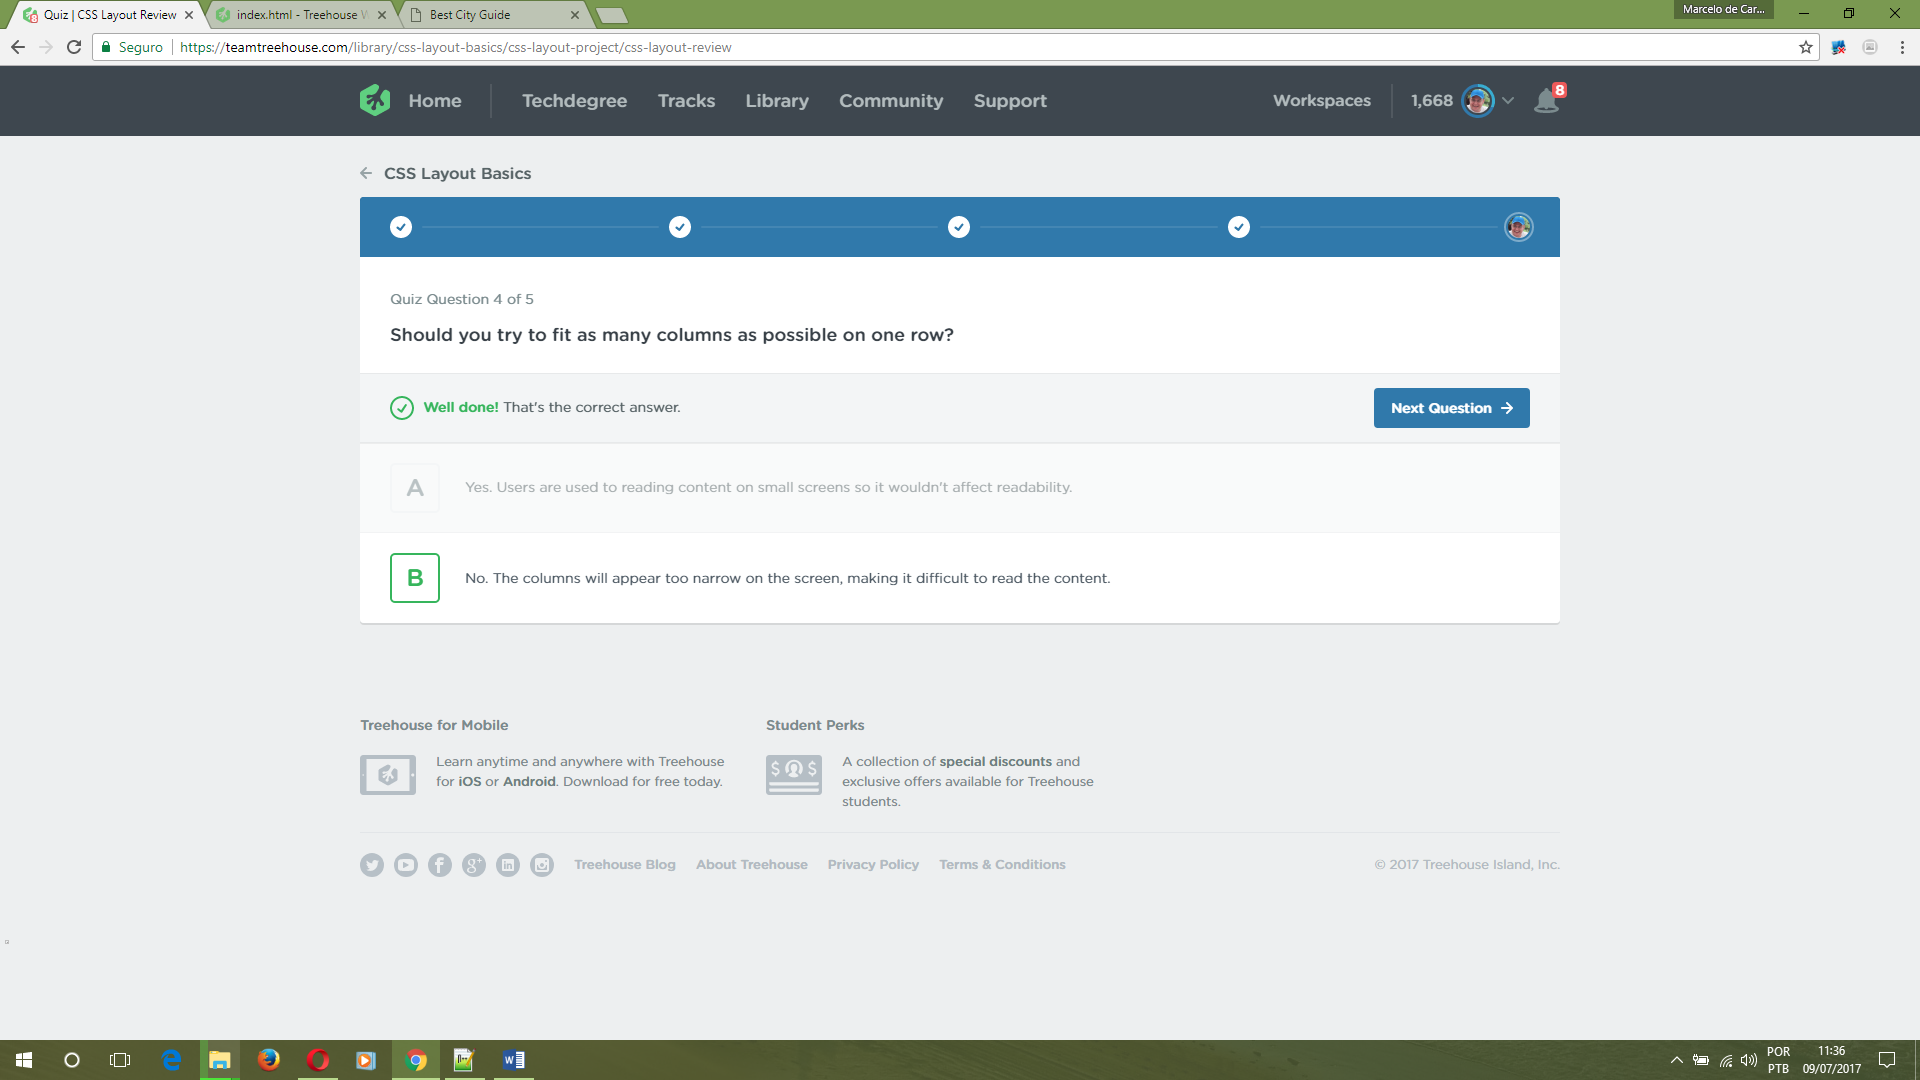 Quiz | CSS Layout Review
index.html - Treehouse W
Best City Guide
Marcelo de Car...
Seguro
https://teamtreehouse.com/library/css-layout-basics/css-layout-project/css-layout-review
Home
Techdegree
Tracks
Library
Community
Support
Workspaces
1,668
8
CSS Layout Basics
Quiz Question 4 of 5
Should you try to fit as many columns as possible on one row?
Well done! That's the correct answer.
Next Question
A
Yes. Users are used to reading content on small screens so it wouldn't affect readability.
B
No. The columns will appear too narrow on the screen, making it difficult to read the content.
Treehouse for Mobile
Learn anytime and anywhere with Treehouse
for iOS or Android. Download for free today.
Student Perks
A collection of special discounts and
exclusive offers available for Treehouse
students.
Treehouse Blog
About Treehouse
Privacy Policy
Terms & Conditions
© 2017 Treehouse Island, Inc.
POR
PTB
11:36
09/07/2017